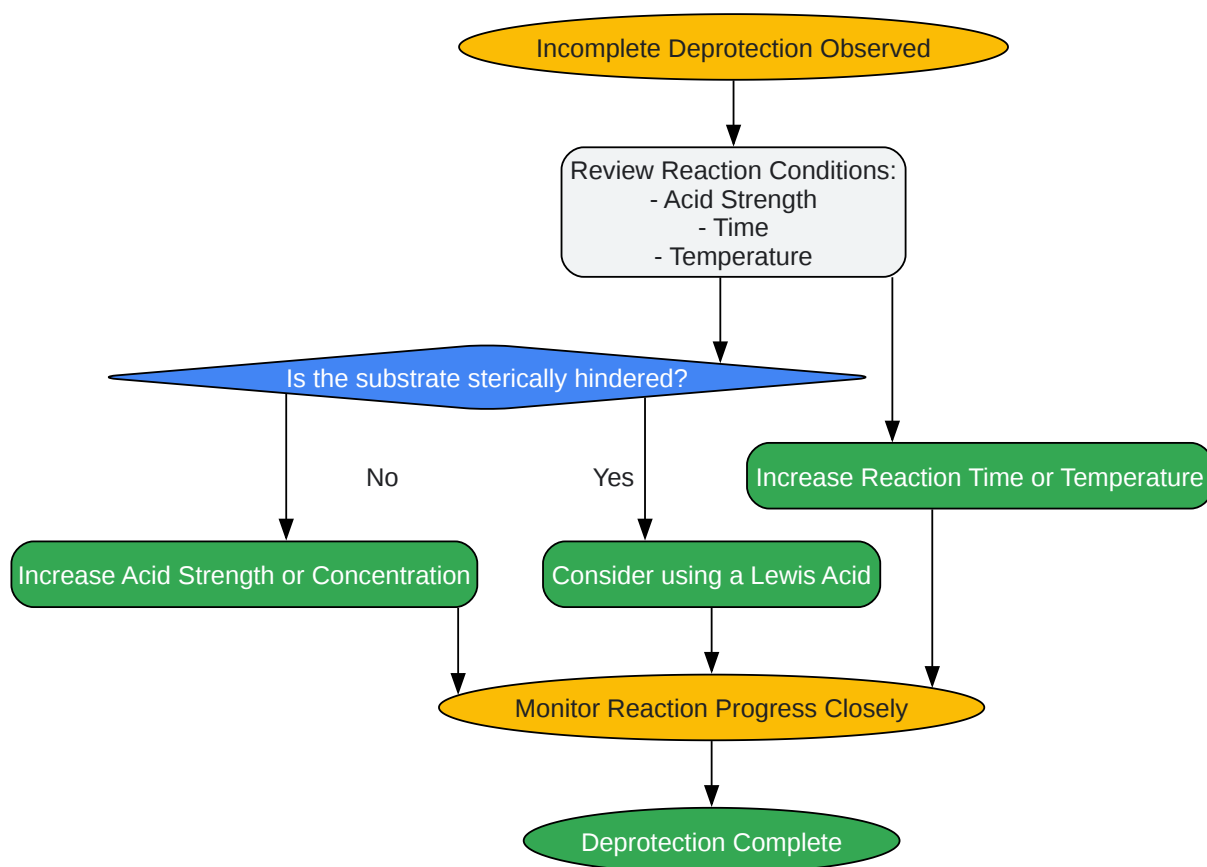 Incomplete Deprotection Observed
Review Reaction Conditions:
- Acid Strength
- Time
- Temperature
Is the substrate sterically hindered?
No
Yes
Increase Reaction Time or Temperature
Increase Acid Strength or Concentration
Consider using a Lewis Acid
Monitor Reaction Progress Closely
Deprotection Complete